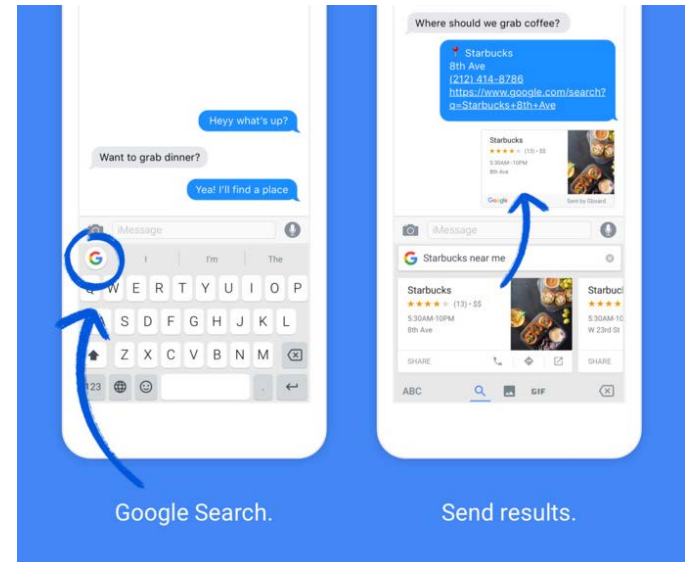 Heyy what's up?
Want to grab dinner?
Yea! I'll find a place
iMessage
G
I I'm The
Q W E R T Y U I O P
A S D F G H J K L
Z X C V B N M
123 .
Google Search.
Where should we grab coffee?
Starbucks
8th Ave
(212) 414-8786
https://www.google.com/search?
q=Starbucks+8th+Ave
Starbucks
(13) • $$
5:30AM-10PM
8th Ave
Google Sent by Gboard
iMessage
G Starbucks near me
Starbucks
(13) • $$
5:30AM-10PM
8th Ave
SHARE
Starbuc
5:30AM-10
W 23rd St
SHARE
ABC GIF
Send results.